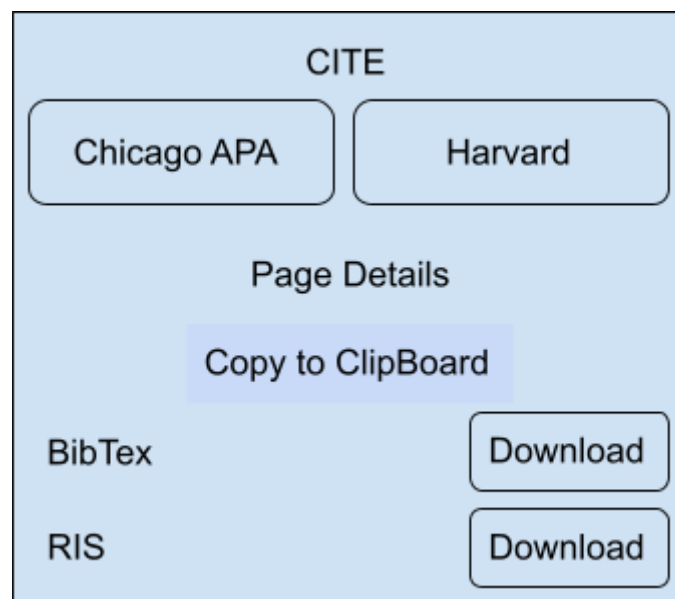 CITE
Chicago APA Harvard
Page Details
Copy to ClipBoard
BibTex Download
RIS Download